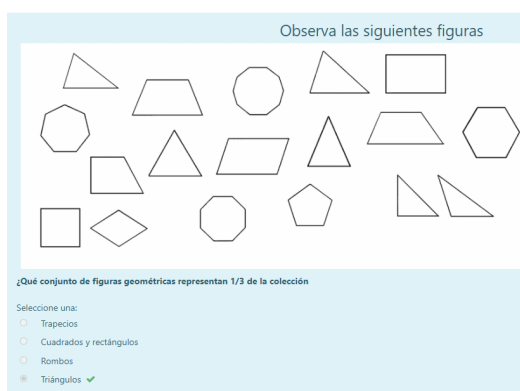 Observa las siguientes figuras
¿Qué conjunto de figuras geométricas representan 1/3 de la colección
Seleccione una:
Trapecios
Cuadrados y rectángulos
Rombos
Triángulos